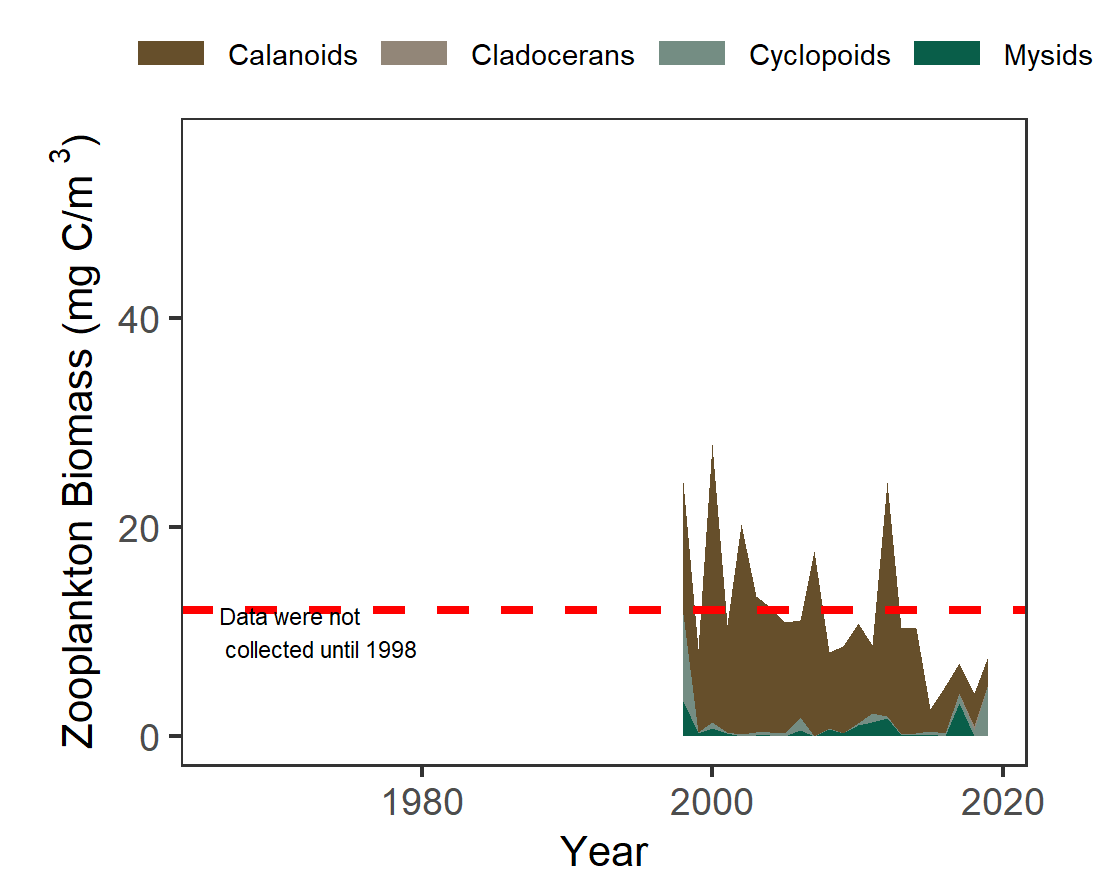 Calanoids Cladocerans Cyclopoids Mysids
Zooplankton Biomass (mg C/m ³)
40
20
0
Data were not
collected until 1998
1980 2000 2020
Year